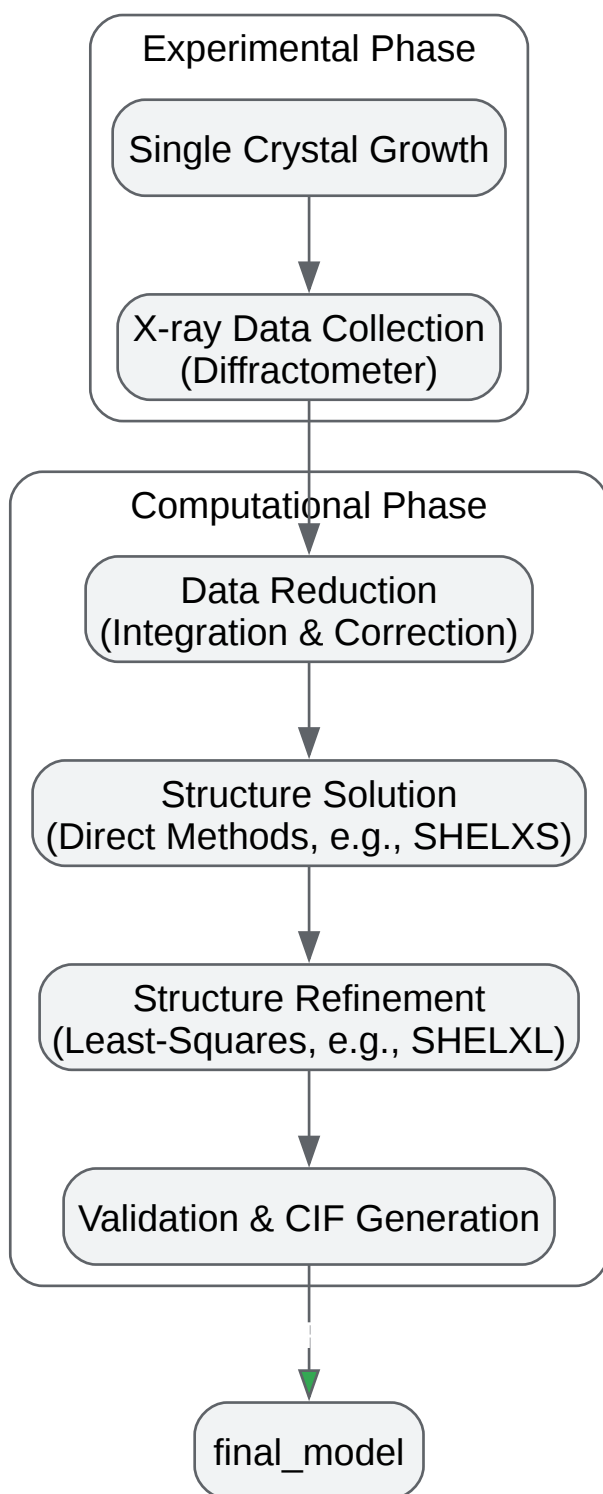 Experimental Phase
Single Crystal Growth
X-ray Data Collection
(Diffractometer)
Computational Phase
Data Reduction
(Integration & Correction)
Structure Solution
(Direct Methods, e.g., SHELXS)
Structure Refinement
(Least-Squares, e.g., SHELXL)
Validation & CIF Generation
final_model